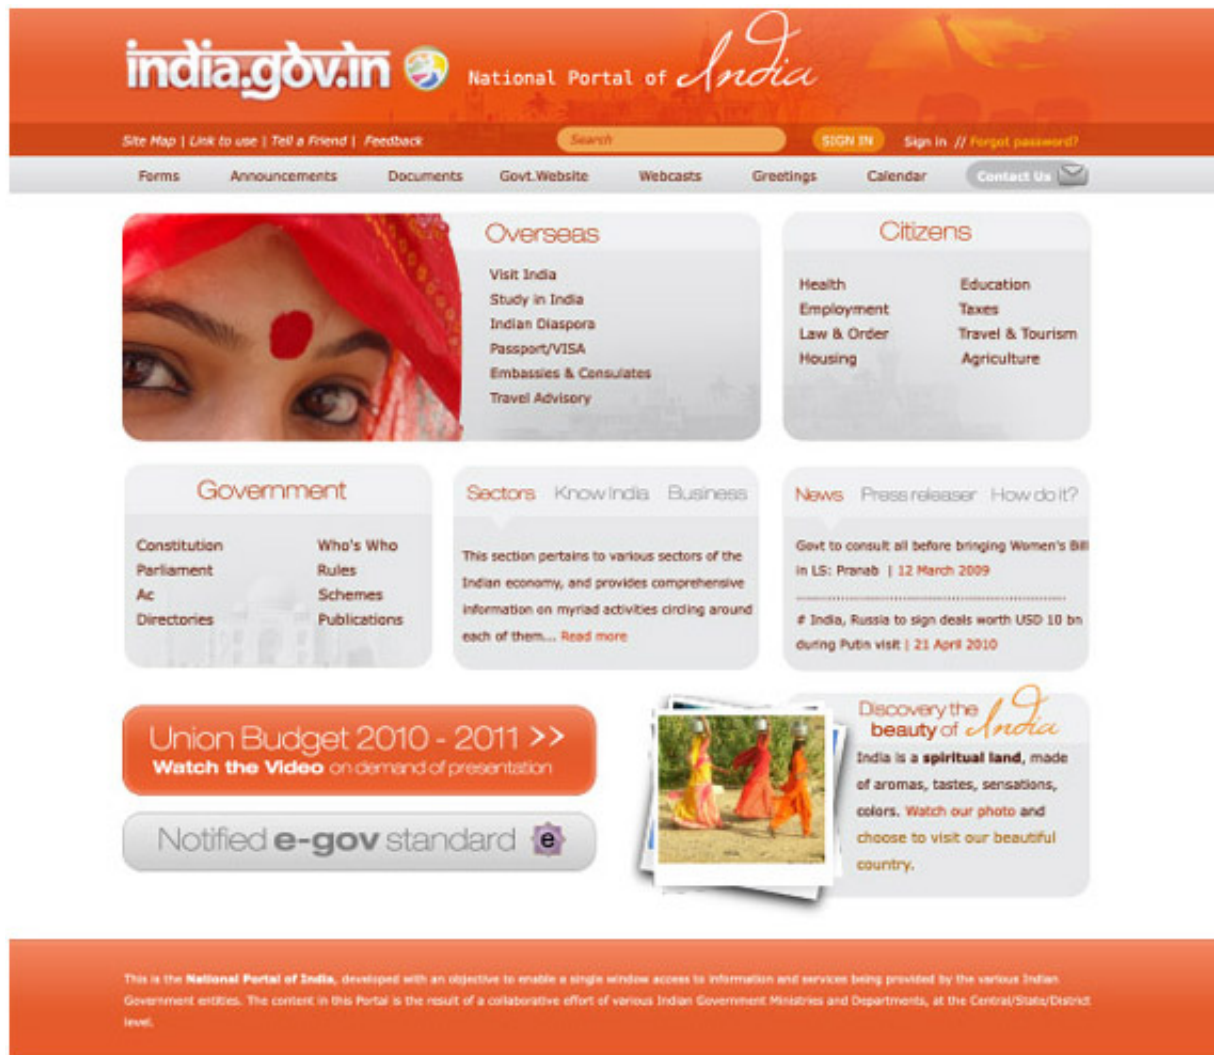 india.gov.in National Portal of India
Site Map | Link to use | Tell a Friend | Feedback
Search
SIGN IN
Sign in // Forgot password?
Forms Announcements Documents Govt.Website Webcasts Greetings Calendar Contact Us
Overseas
Visit India
Study in India
Indian Diaspora
Passport/VISA
Embassies & Consulates
Travel Advisory
Citizens
Health Education
Employment Taxes
Law & Order Travel & Tourism
Housing Agriculture
Government
Constitution Who's Who
Parliament Rules
Ac Schemes
Directories Publications
Sectors Know India Business
This section pertains to various sectors of the
Indian economy, and provides comprehensive
information on myriad activities circling around
each of them... Read more
News Press releaser How do it?
Govt to consult all before bringing Women's Bill
in LS: Pranab | 12 March 2009
# India, Russia to sign deals worth USD 10 bn
during Putin visit | 21 April 2010
Union Budget 2010 - 2011 >>
Watch the Video on demand of presentation
Notified e-gov standard e
Discovery the
beauty of India
India is a spiritual land, made
of aromas, tastes, sensations,
colors. Watch our photo and
choose to visit our beautiful
country.
This is the National Portal of India, developed with an objective to enable a single window access to information and services being provided by the various Indian
Government entities. The content in this Portal is the result of a collaborative effort of various Indian Government Ministries and Departments, at the Central/State/District
level.